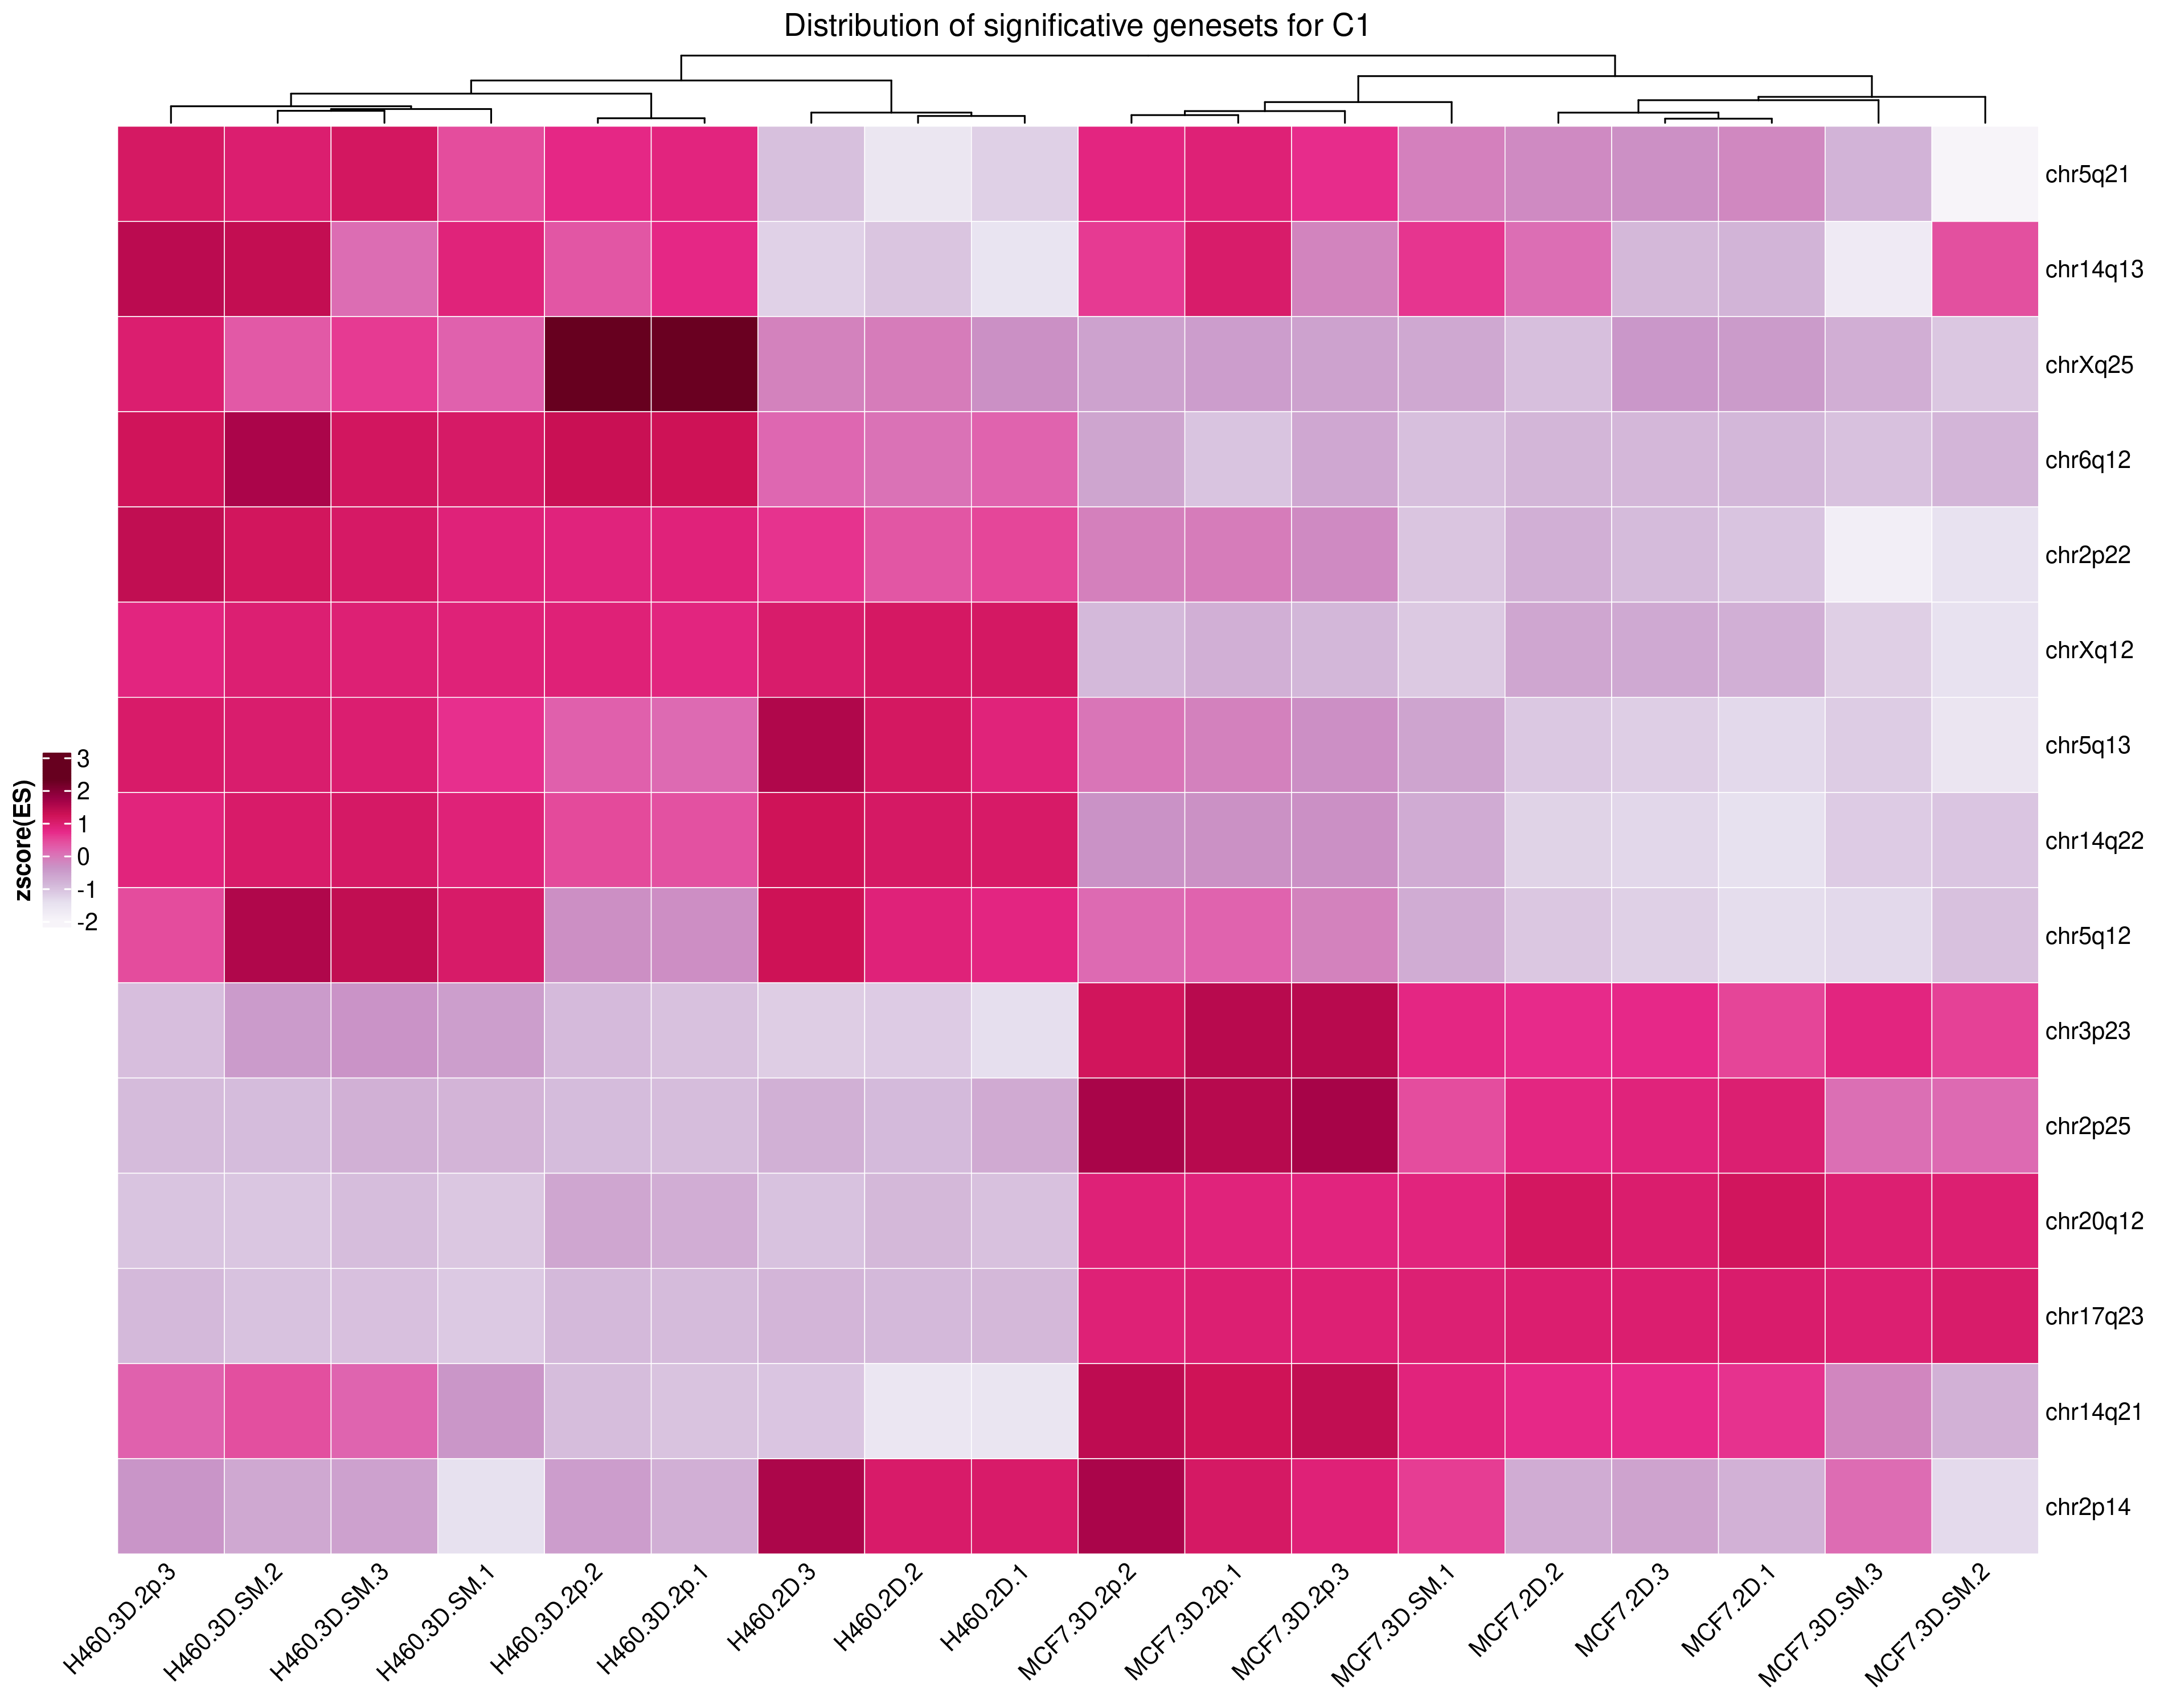 Distribution of significative genesets for C1
chr5q21
chr14q13
chrXq25
chr6q12
chr2p22
chrXq12
chr5q13
chr14q22
chr5q12
chr3p23
chr2p25
chr20q12
chr17q23
chr14q21
chr2p14
zscore(ES)
3
2
1
0
-1
-2
H460.3D.2p.3
H460.3D.SM.2
H460.3D.SM.3
H460.3D.SM.1
H460.3D.2p.2
H460.3D.2p.1
H460.2D.3
H460.2D.2
H460.2D.1
MCF7.3D.2p.2
MCF7.3D.2p.1
MCF7.3D.2p.3
MCF7.3D.SM.1
MCF7.2D.2
MCF7.2D.3
MCF7.2D.1
MCF7.3D.SM.3
MCF7.3D.SM.2